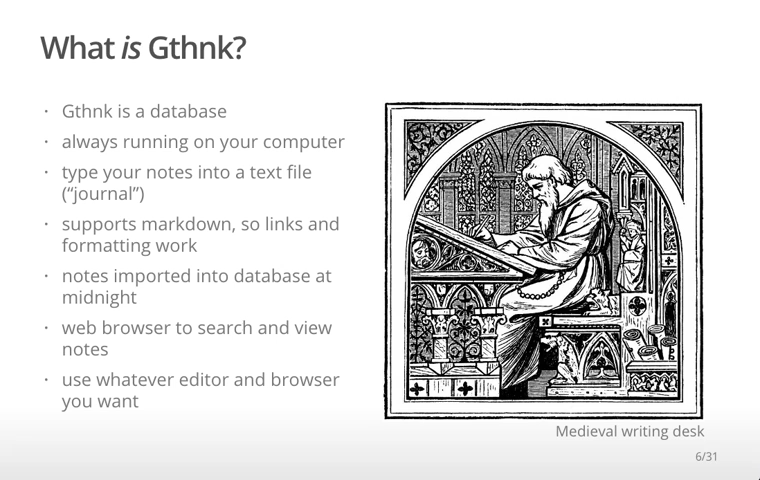 What is Gthnk?
· Gthnk is a database
· always running on your computer
· type your notes into a text file
(“journal”)
· supports markdown, so links and
formatting work
· notes imported into database at
midnight
· web browser to search and view
notes
· use whatever editor and browser
you want
Medieval writing desk
6/31